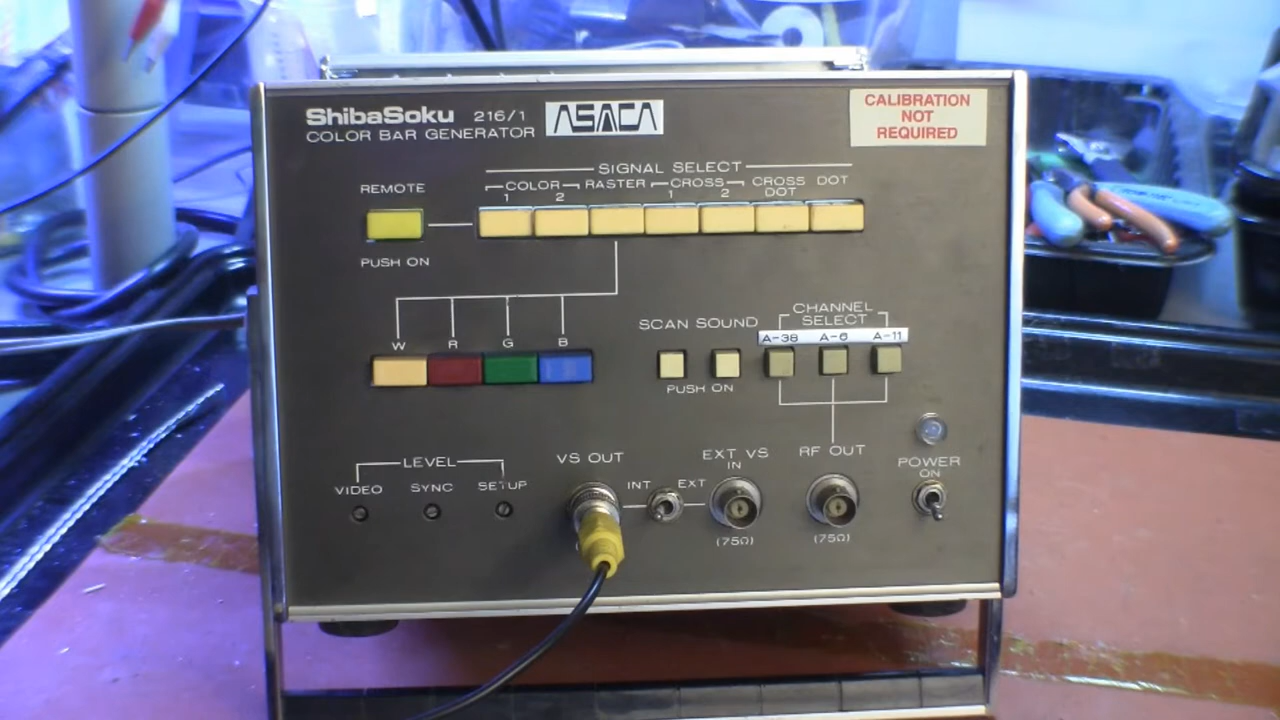 ShibaSoku 216/1
COLOR BAR GENERATOR
ASACA
CALIBRATION
NOT
REQUIRED
SIGNAL SELECT
REMOTE
COLOR RASTER CROSS CROSS DOT
1 2 1 2 DOT
PUSH ON
SCAN SOUND
CHANNEL
SELECT
A-38 A-6 A-11
W R G B
PUSH ON
LEVEL
VIDEO SYNC SETUP
VS OUT
INT EXT
EXT VS
IN
RF OUT
POWER
ON
(75Ω) (75Ω)